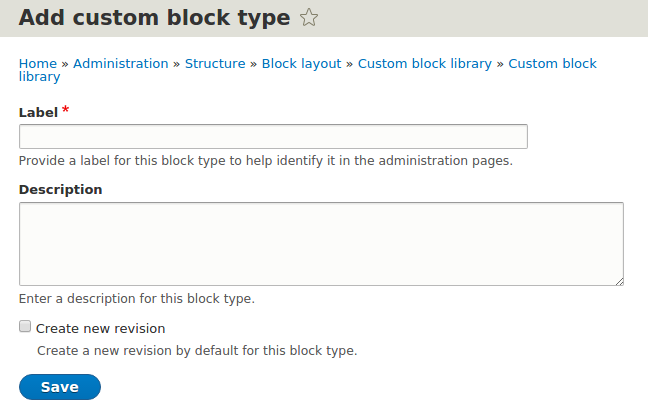 Add custom block type
Home » Administration » Structure » Block layout » Custom block library » Custom block
library
Label *
Provide a label for this block type to help identify it in the administration pages.
Description
Enter a description for this block type.
Create new revision
Create a new revision by default for this block type.
Save